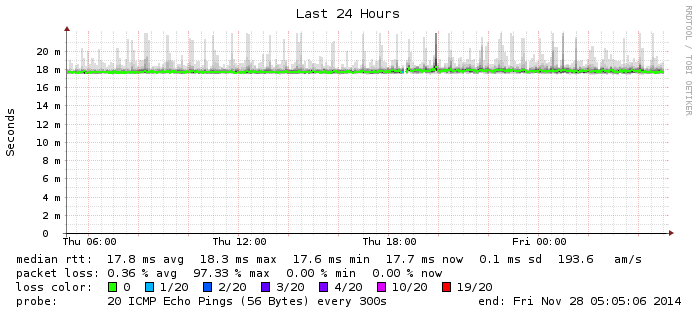 Last 24 Hours
RRDTOOL / TOBI OETIKER
Seconds
20 m
18 m
16 m
14 m
12 m
10 m
8 m
6 m
4 m
2 m
0
Thu 06:00 Thu 12:00 Thu 18:00 Fri 00:00
median rtt: 17.8 ms avg 18.3 ms max 17.6 ms min 17.7 ms now 0.1 ms sd 193.6 am/s
packet loss: 0.36 % avg 97.33 % max 0.00 % min 0.00 % now
loss color: 0 1/20 2/20 3/20 4/20 10/20 19/20
probe: 20 ICMP Echo Pings (56 Bytes) every 300s end: Fri Nov 28 05:05:06 2014